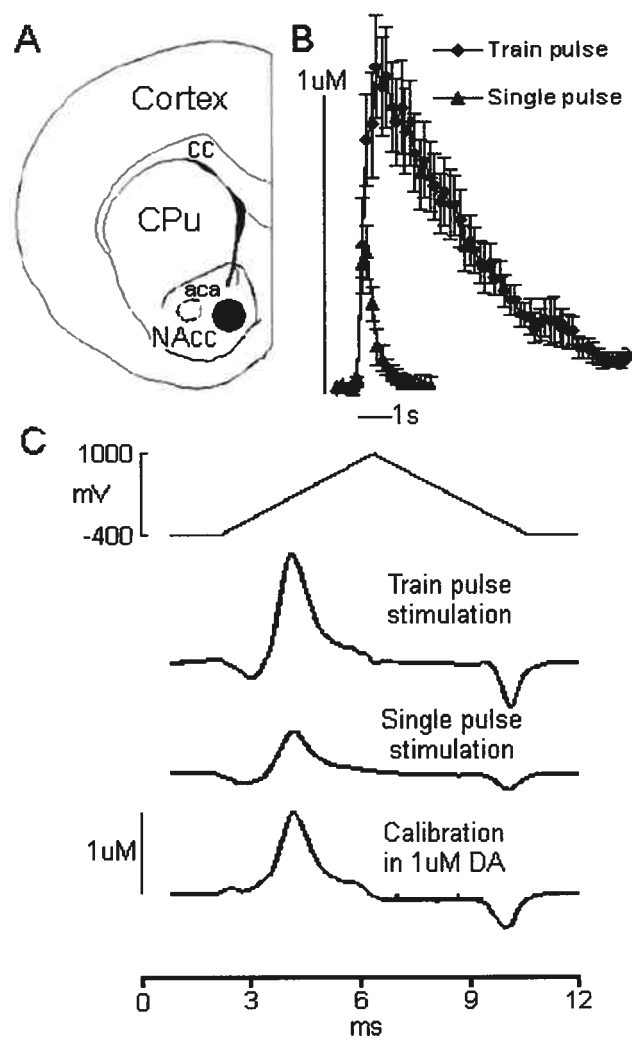 A
Cortex
cc
CPu
aca
NAcc
B
Train pulse
1uM
Single pulse
1s
C
1000
mV
-400
Train pulse
stimulation
Single pulse
stimulation
1uM
Calibration
in 1uM DA
0
3
6
9
12
ms